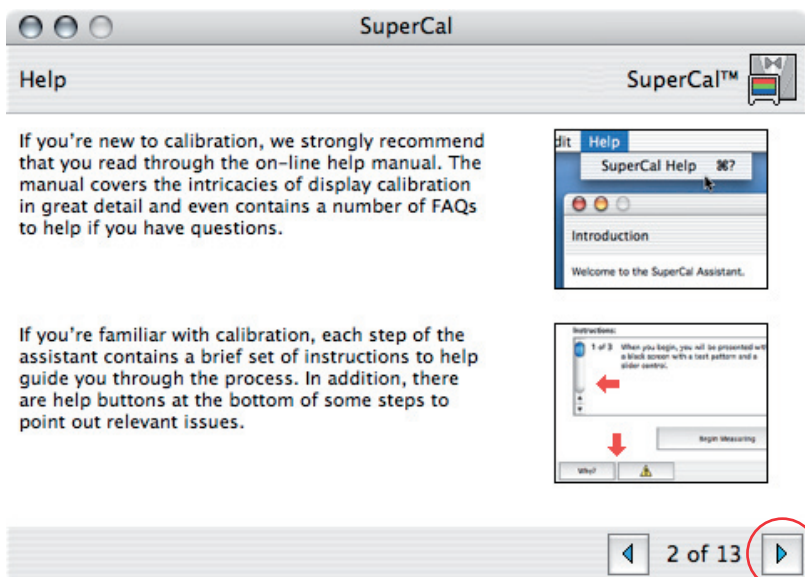 SuperCal
Help
SuperCal™
If you're new to calibration, we strongly recommend
that you read through the on-line help manual. The
manual covers the intricacies of display calibration
in great detail and even contains a number of FAQs
to help if you have questions.
dit Help
SuperCal Help ⌘?
Introduction
Welcome to the SuperCal Assistant.
If you're familiar with calibration, each step of the
assistant contains a brief set of instructions to help
guide you through the process. In addition, there
are help buttons at the bottom of some steps to
point out relevant issues.
Instructions:
1 of 3 When you begin, you will be presented wit
a black screen with a test pattern and a
slider control.
Begin Measuring
Why?
2 of 13